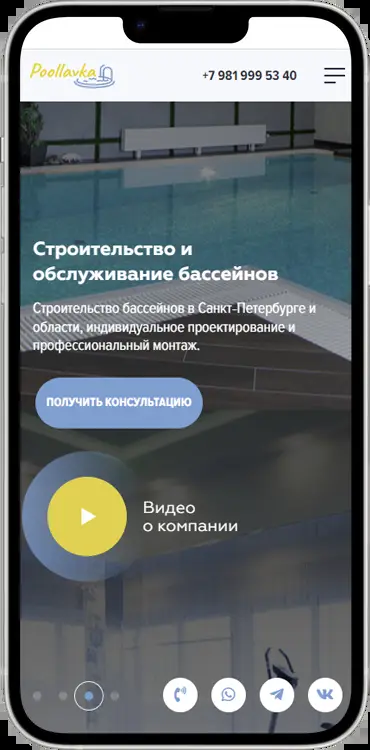 Poollavka
+7 981 999 53 40
Строительство и
обслуживание бассейнов
Строительство бассейнов в Санкт-Петербурге и
области, индивидуальное проектирование и
профессиональный монтаж.
ПОЛУЧИТЬ КОНСУЛЬТАЦИЮ
Видео
о компании